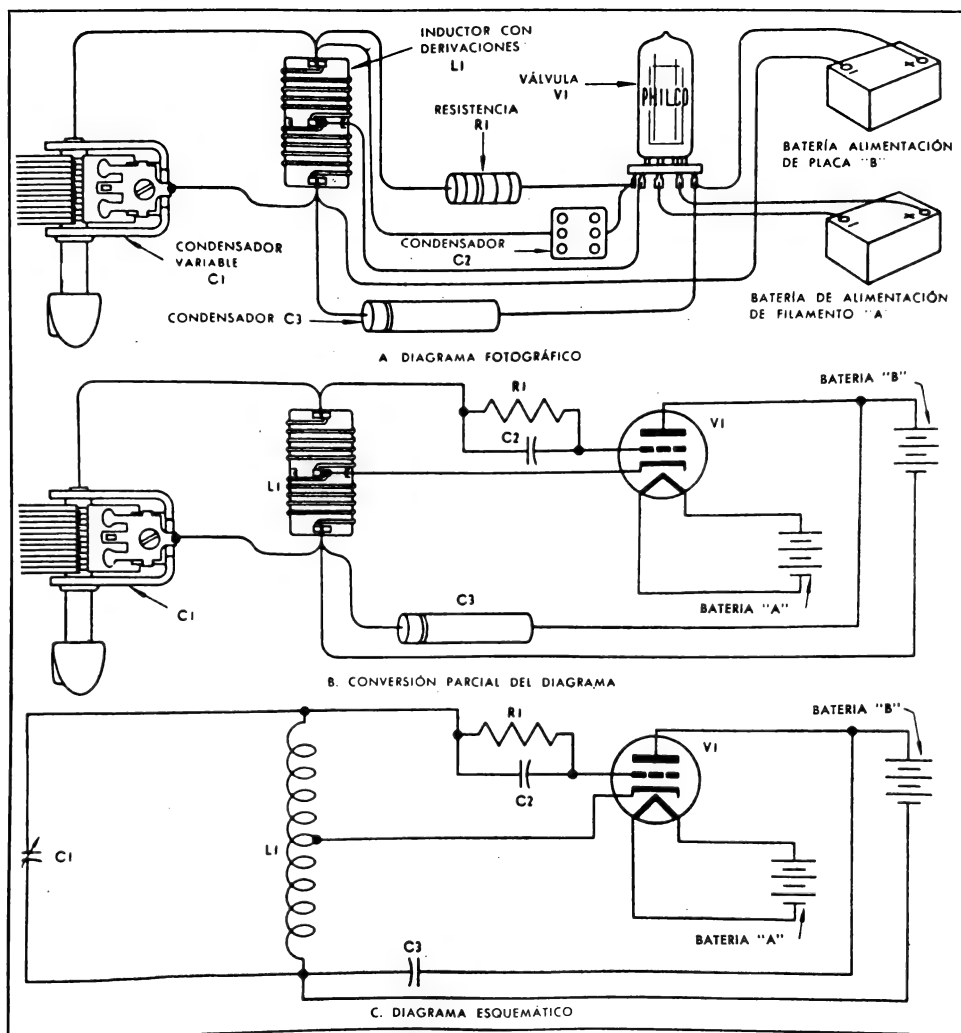 INDUCTOR CON
DERIVACIONES
L1
VÁLVULA
V1
PHILCO
RESISTENCIA
R1
BATERÍA ALIMENTACIÓN
DE PLACA "B"
CONDENSADOR
VARIABLE
C1
CONDENSADOR
C2
CONDENSADOR C3
BATERÍA DE ALIMENTACIÓN
DE FILAMENTO "A"
A DIAGRAMA FOTOGRÁFICO
BATERIA "B"
R1
V1
C2
L1
C1
C3
BATERIA "A"
B. CONVERSIÓN PARCIAL DEL DIAGRAMA
BATERIA "B"
R1
V1
C2
C1
L1
C3
BATERIA "A"
C. DIAGRAMA ESQUEMÁTICO